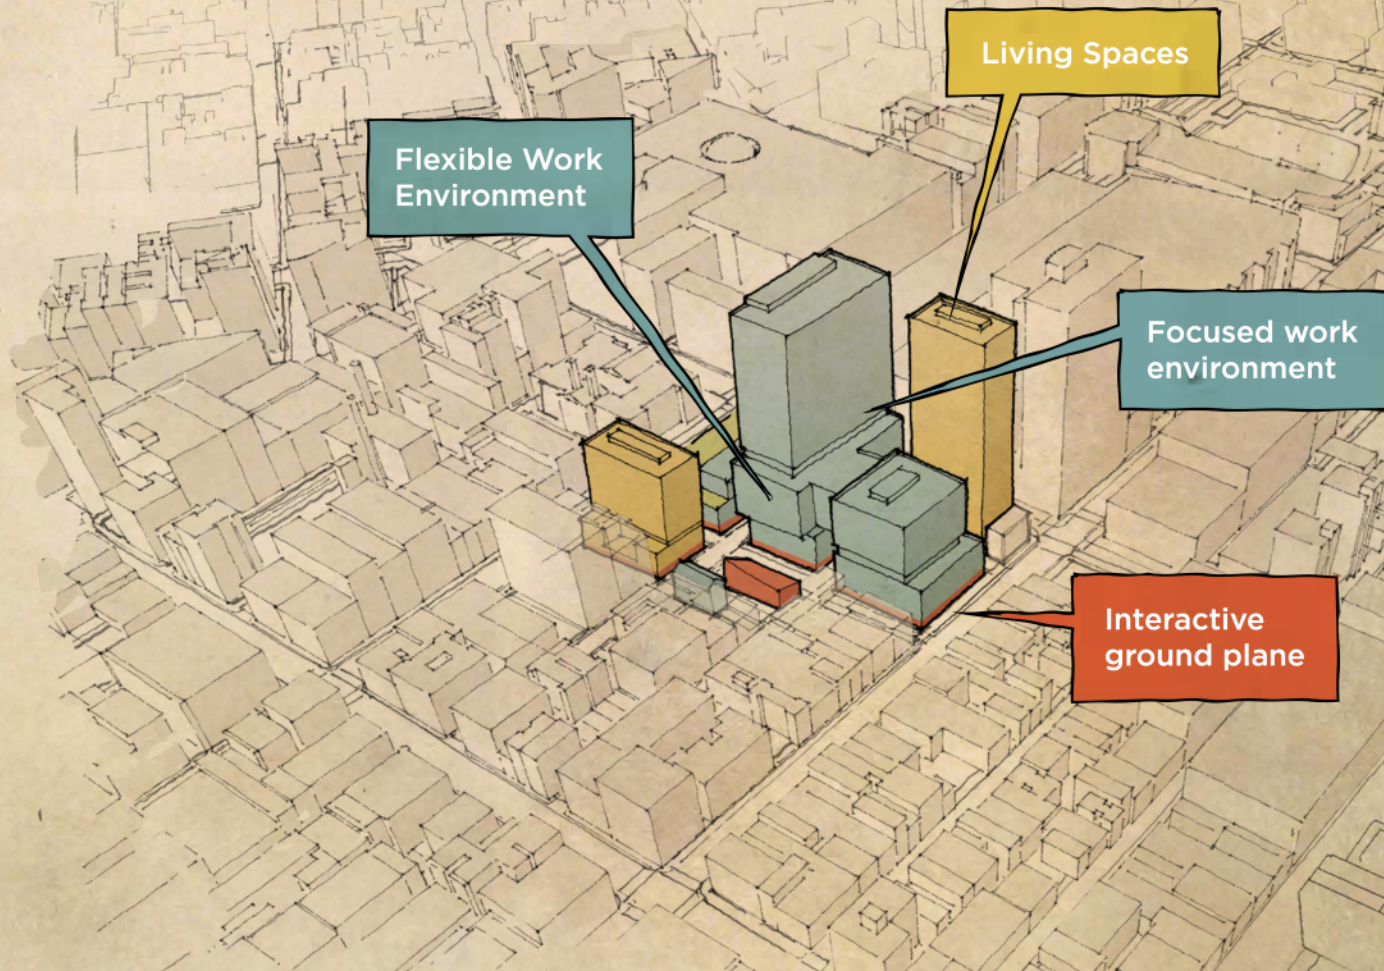 Living Spaces
Flexible Work
Environment
Focused work
environment
Interactive
ground plane